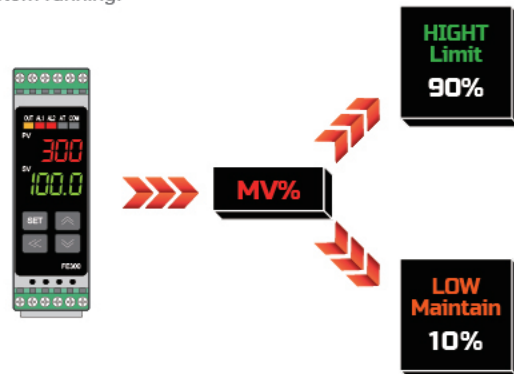 HIGHT
Limit
90%
OUT AL1 AL2 AT COM
PV
300
SV
100.0
MV%
SET
FE300
LOW
Maintain
10%